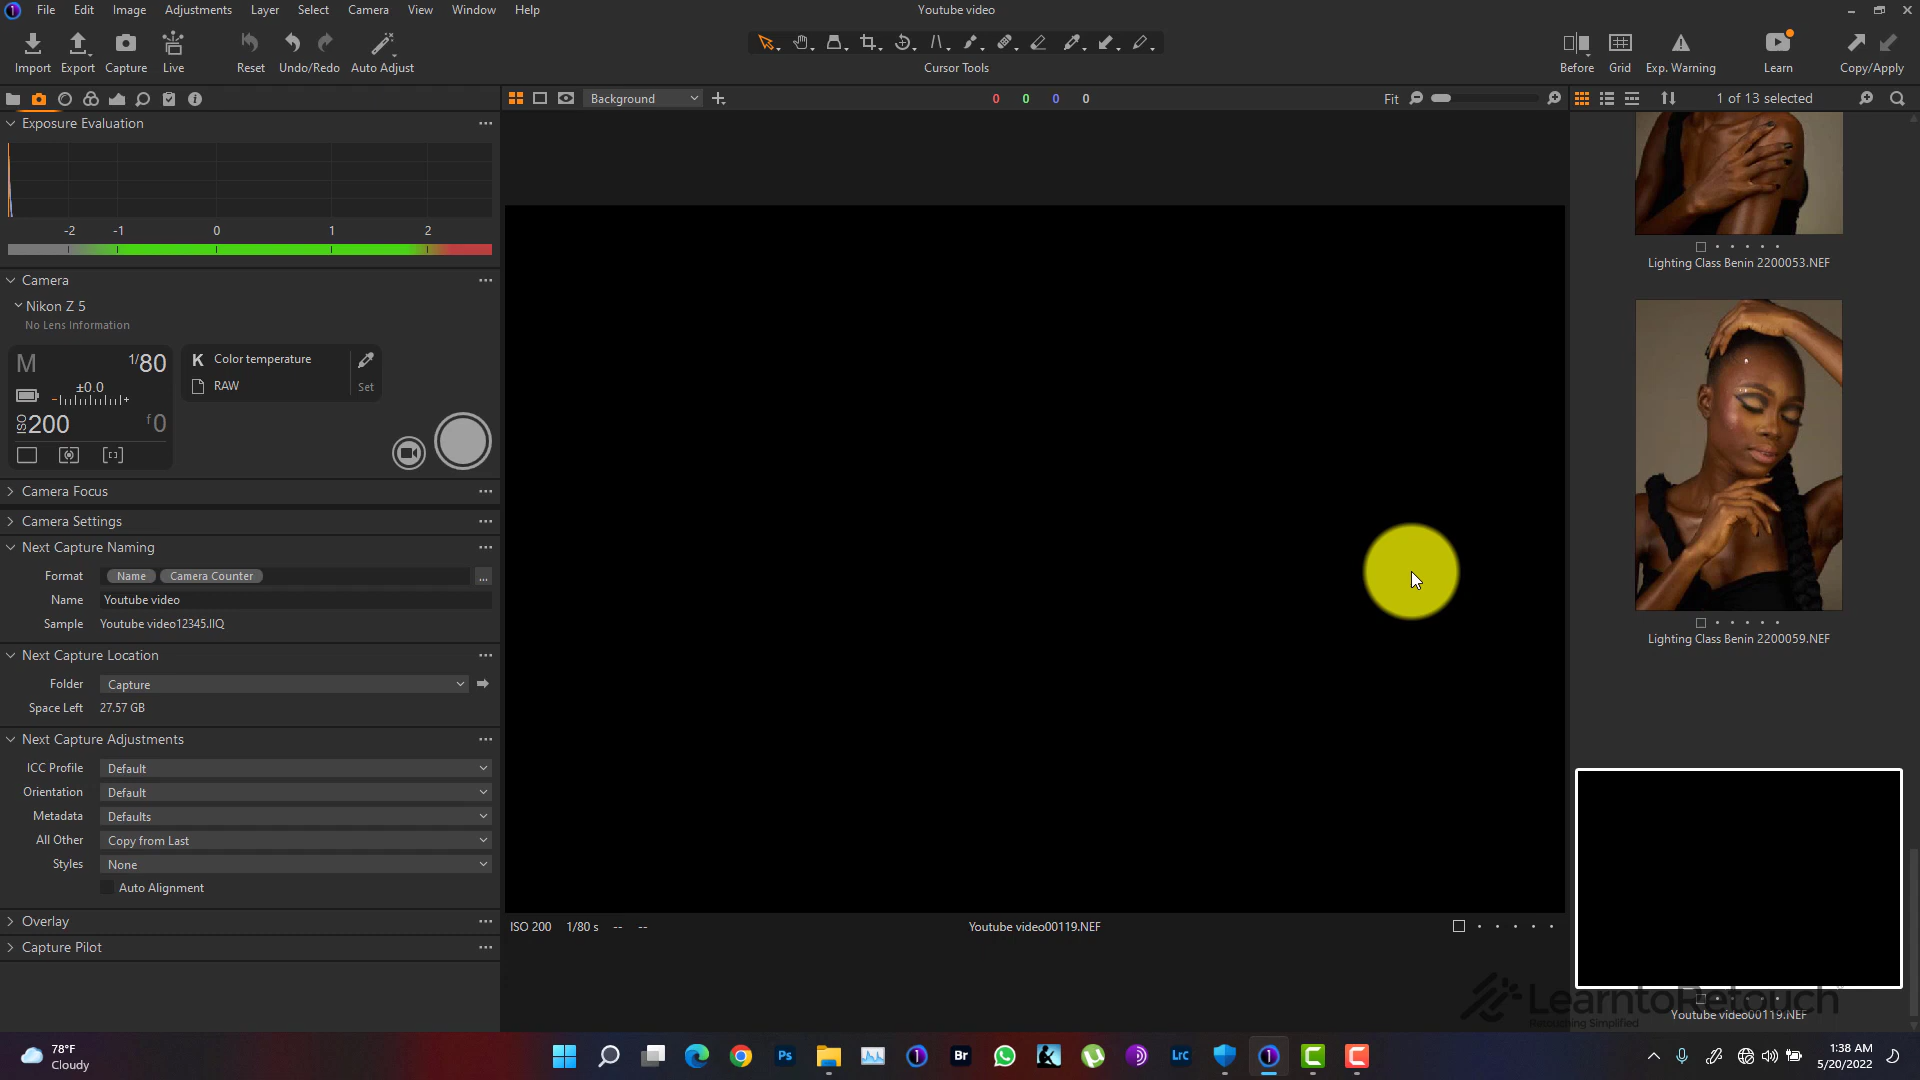 File Edit Image Adjustments Layer Select Camera View Window Help
Youtube video
Import Export Capture Live Reset Undo/Redo Auto Adjust
Cursor Tools
Before Grid Exp. Warning Learn Copy/Apply
Background
0 0 0 0
Fit
1 of 13 selected
Exposure Evaluation
-2 -1 0 1 2
Camera
Nikon Z 5
No Lens Information
M 1/80
±0.0
ISO 200 f 0
K Color temperature
RAW
Set
Camera Focus
Camera Settings
Next Capture Naming
Format Name Camera Counter ...
Name Youtube video
Sample Youtube video12345.IIQ
Next Capture Location
Folder Capture
Space Left 27.57 GB
Next Capture Adjustments
ICC Profile Default
Orientation Default
Metadata Defaults
All Other Copy from Last
Styles None
Auto Alignment
Overlay
Capture Pilot
ISO 200 1/80 s -- --
Youtube video00119.NEF
Lighting Class Benin 2200053.NEF
Lighting Class Benin 2200059.NEF
LearntoRetouch
Retouching Simplified
Youtube video00119.NEF
78°F
Cloudy
Ps Br Lrc
1:38 AM
5/20/2022